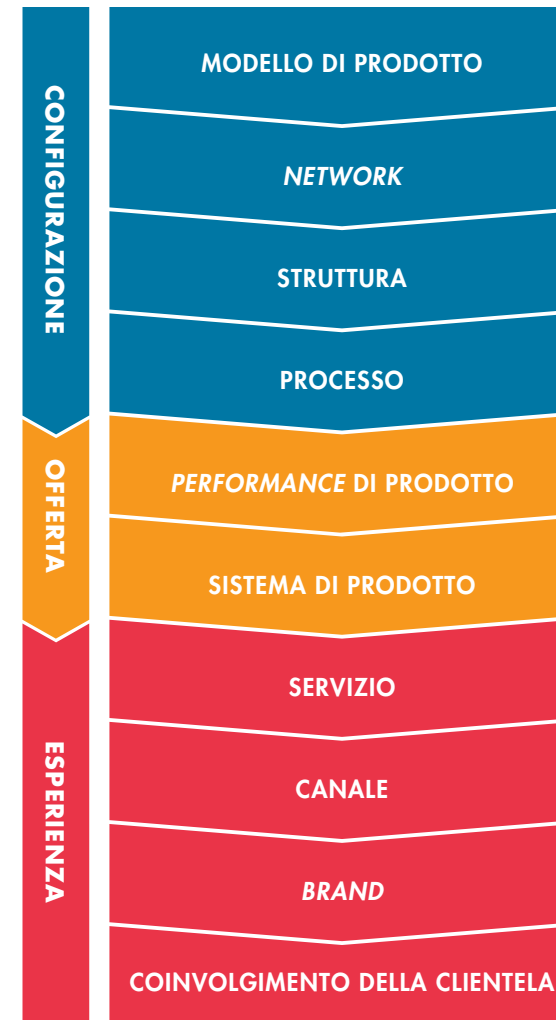 CONFIGURAZIONE
MODELLO DI PRODOTTO
NETWORK
STRUTTURA
PROCESSO
OFFERTA
PERFORMANCE DI PRODOTTO
SISTEMA DI PRODOTTO
ESPERIENZA
SERVIZIO
CANALE
BRAND
COINVOLGIMENTO DELLA CLIENTELA